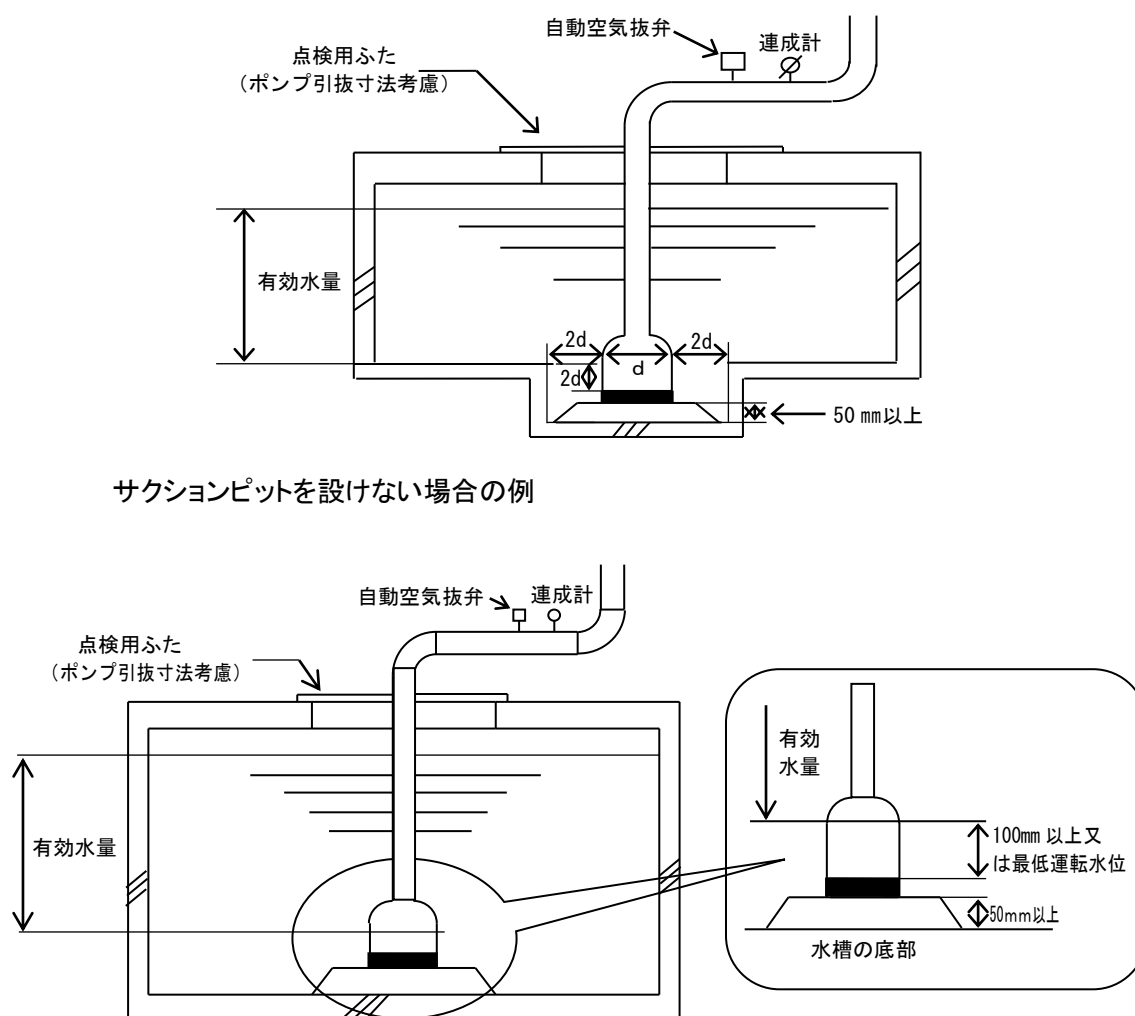 自動空気抜弁
連成計
点検用ふた
（ポンプ引抜寸法考慮）
有効水量
2d
2d
d
2d
50 mm以上
サクションピットを設けない場合の例
自動空気抜弁
連成計
点検用ふた
（ポンプ引抜寸法考慮）
有効水量
有効
水量
100mm 以上又
は最低運転水位
50mm以上
水槽の底部